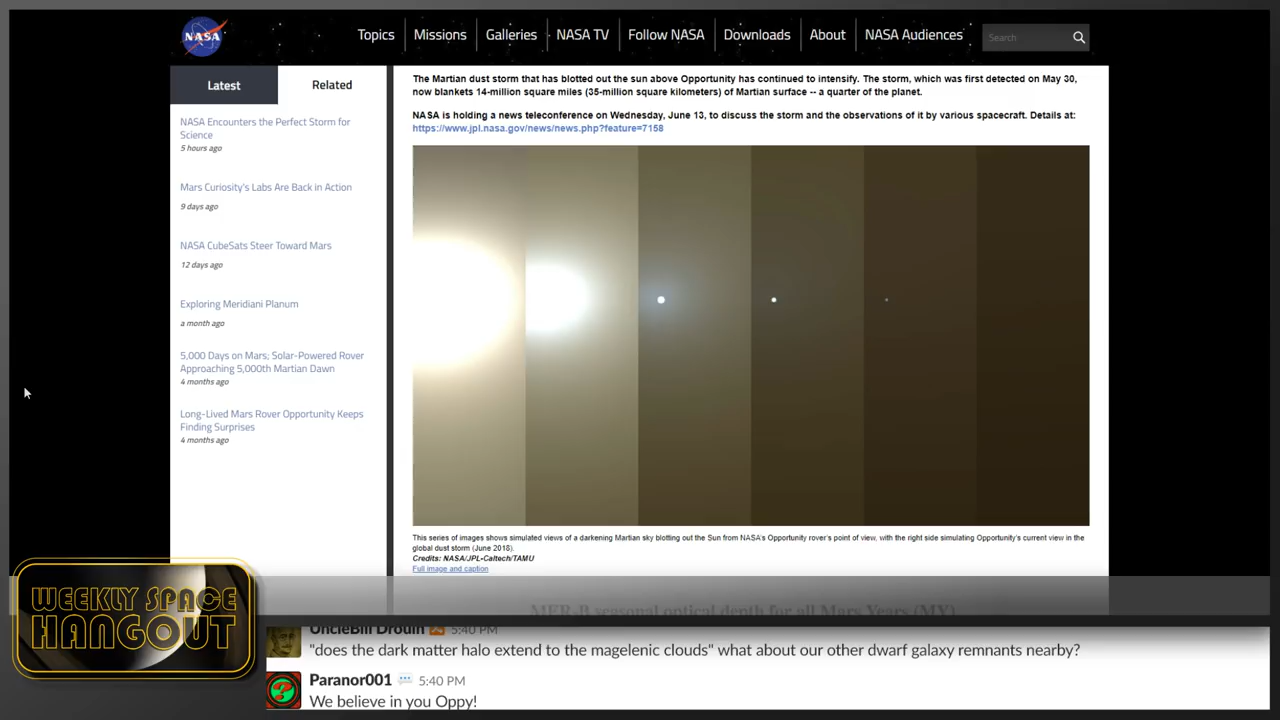 NASA
Topics
Missions
Galleries
NASA TV
Follow NASA
Downloads
About
NASA Audiences
Search
Latest
Related
NASA Encounters the Perfect Storm for
Science
5 hours ago
Mars Curiosity's Labs Are Back in Action
9 days ago
NASA CubeSats Steer Toward Mars
12 days ago
Exploring Meridiani Planum
a month ago
5,000 Days on Mars; Solar-Powered Rover
Approaching 5,000th Martian Dawn
4 months ago
Long-Lived Mars Rover Opportunity Keeps
Finding Surprises
4 months ago
The Martian dust storm that has blotted out the sun above Opportunity has continued to intensify. The storm, which was first detected on May 30,
now blankets 14-million square miles (35-million square kilometers) of Martian surface -- a quarter of the planet.
NASA is holding a news teleconference on Wednesday, June 13, to discuss the storm and the observations of it by various spacecraft. Details at:
https://www.jpl.nasa.gov/news/news.php?feature=7158
This series of images shows simulated views of a darkening Martian sky blotting out the Sun from NASA's Opportunity rover's point of view, with the right side simulating Opportunity's current view in the
global dust storm (June 2018).
Credits: NASA/JPL-Caltech/TAMU
Full image and caption
MER-B seasonal optical depth for all Mars Years (MY)
WEEKLY SPACE
HANGOUT
UncleBill Drouin 5:40 PM
"does the dark matter halo extend to the magelenic clouds" what about our other dwarf galaxy remnants nearby?
Paranor001 5:40 PM
We believe in you Oppy!